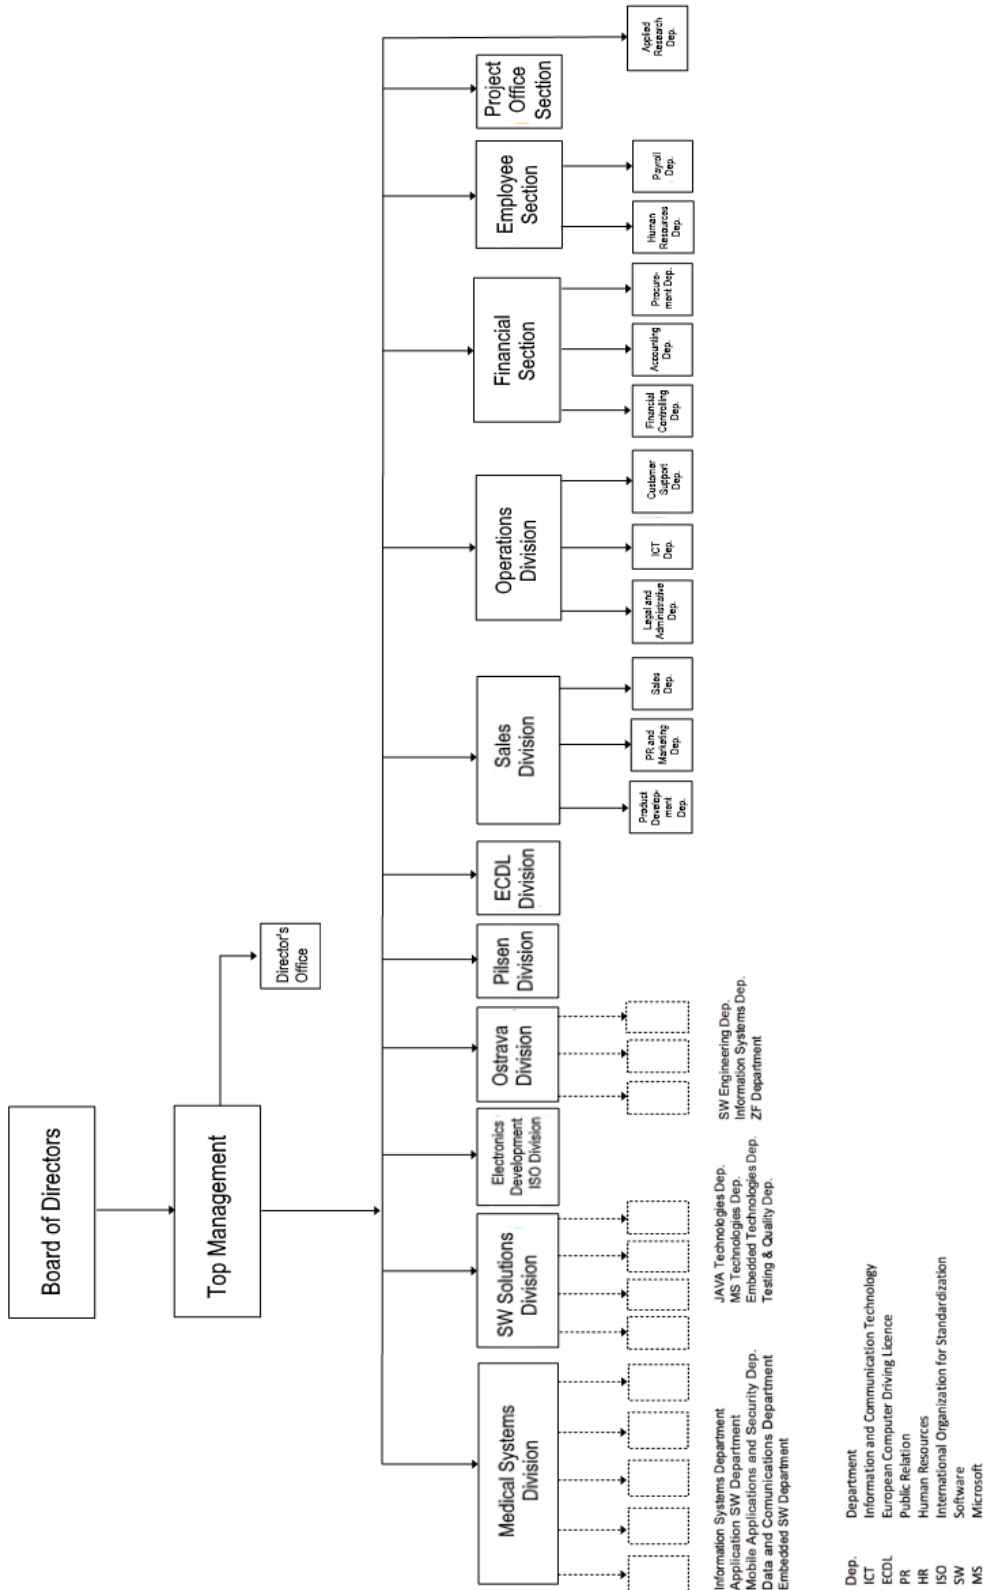 Board of Directors
Top Management
Director's
Office
Medical Systems
Division
SW Solutions
Division
Electronics
Development
ISO Division
Ostrava
Division
Pilsen
Division
ECDL
Division
Sales
Division
Operations
Division
Financial
Section
Employee
Section
Project
Office
Section
Applied
Research
Dep.
Product
Develop-
ment
Dep.
PR and
Marketing
Dep.
Sales
Dep.
Legal and
Administrative
Dep.
ICT
Dep.
Customer
Support
Dep.
Financial
Controlling
Dep.
Accounting
Dep.
Procure-
ment Dep.
Human
Resources
Dep.
Payroll
Dep.
Information Systems Department
Application SW Department
Mobile Applications and Security Dep.
Data and Comunications Department
Embedded SW Department
JAVA Technologies Dep.
MS Technologies Dep.
Embedded Technologies Dep.
Testing & Quality Dep.
SW Engineering Dep.
Information Systems Dep.
ZF Department
Dep. Department
ICT Information and Communication Technology
ECDL European Computer Driving Licence
PR Public Relation
HR Human Resources
ISO International Organization for Standardization
SW Software
MS Microsoft